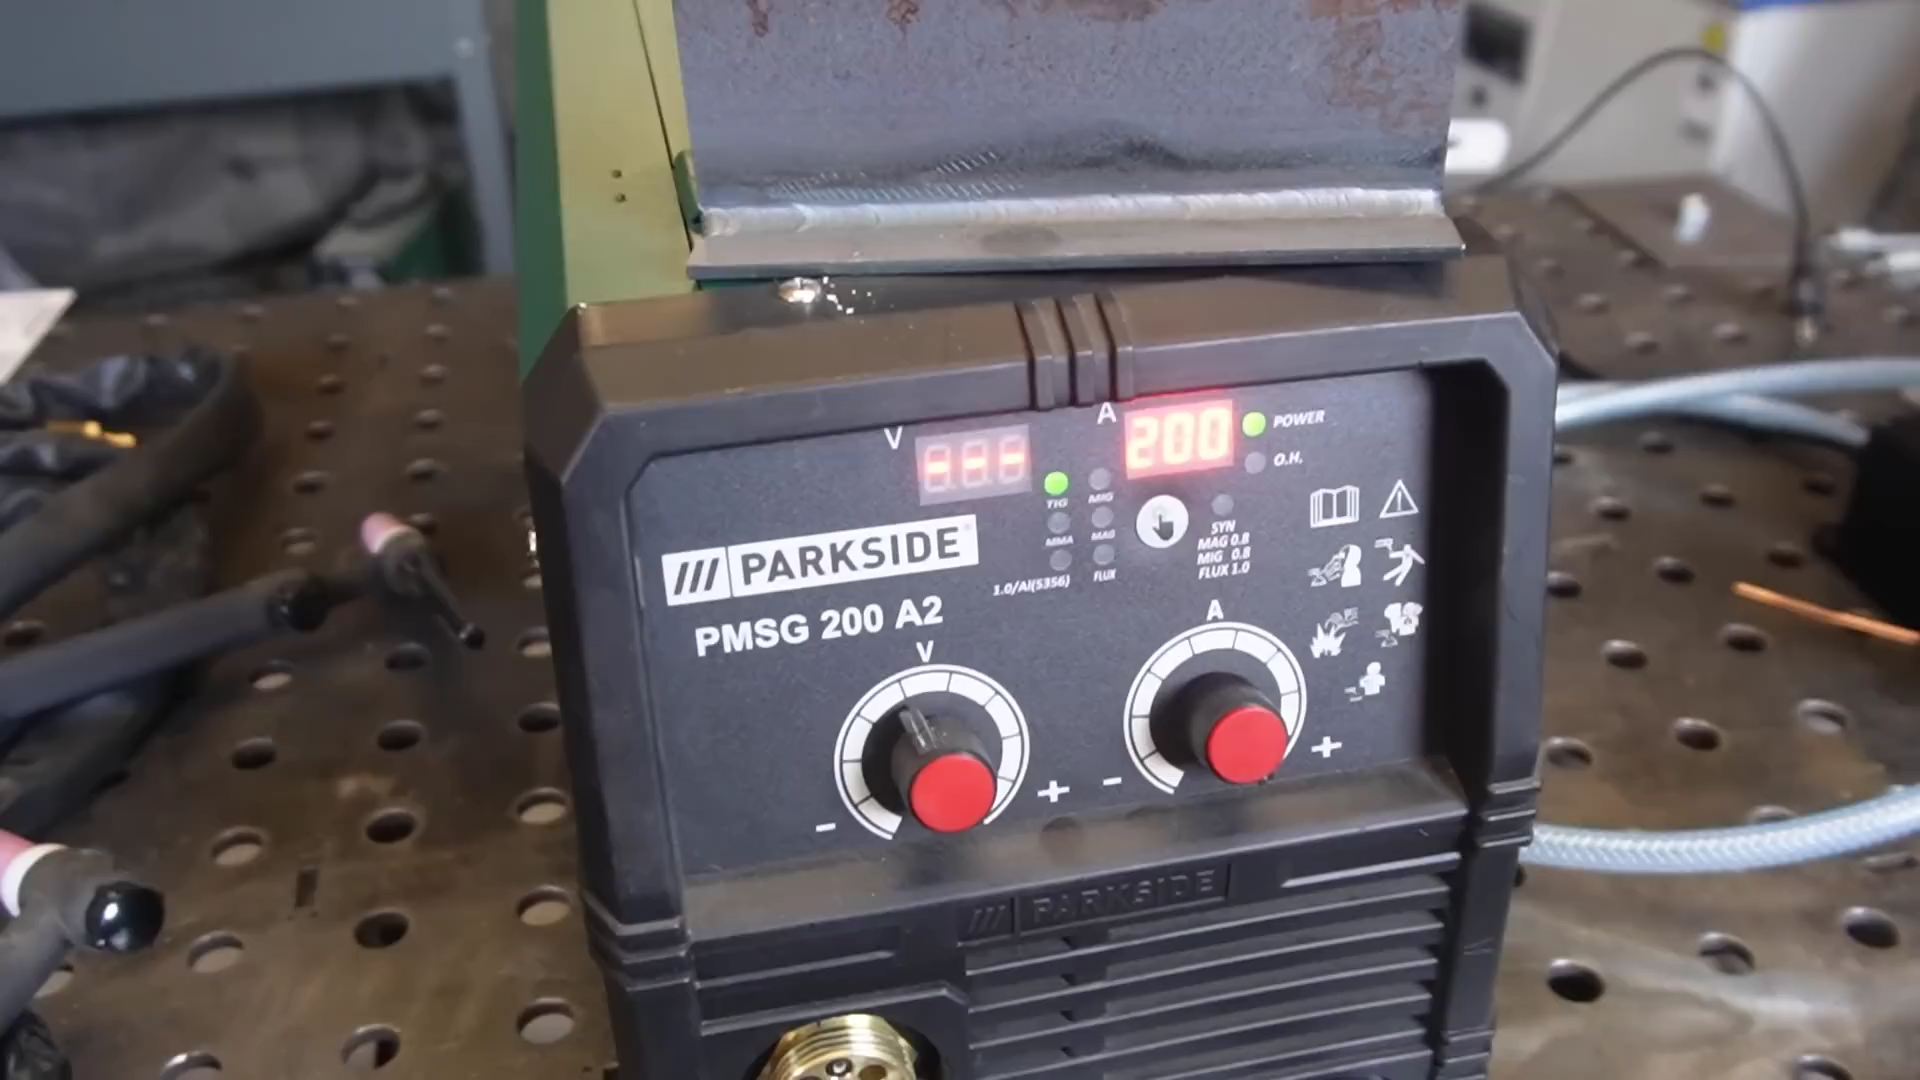 V
---
A
200
POWER
O.H.
TIG
MIG
MMA
MAG
1.0/Al(5356)
FLUX
SYN
MAG 0.8
MIG 0.8
FLUX 1.0
/// PARKSIDE®
PMSG 200 A2
V
- +
A
- +
/// PARKSIDE